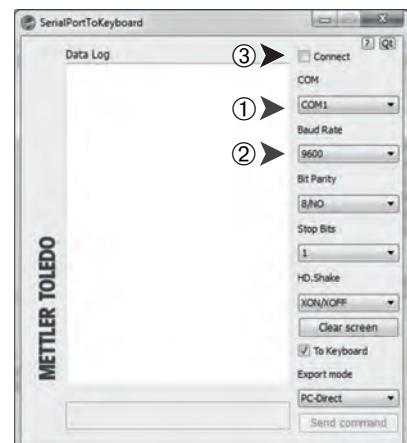 SerialPortToKeyboard
? Qt
Data Log
③ Connect
COM
① COM1
Baud Rate
② 9600
Bit Parity
8/NO
Stop Bits
1
HD.Shake
XON/XOFF
Clear screen
To Keyboard
Export mode
PC-Direct
Send command
METTLER TOLEDO